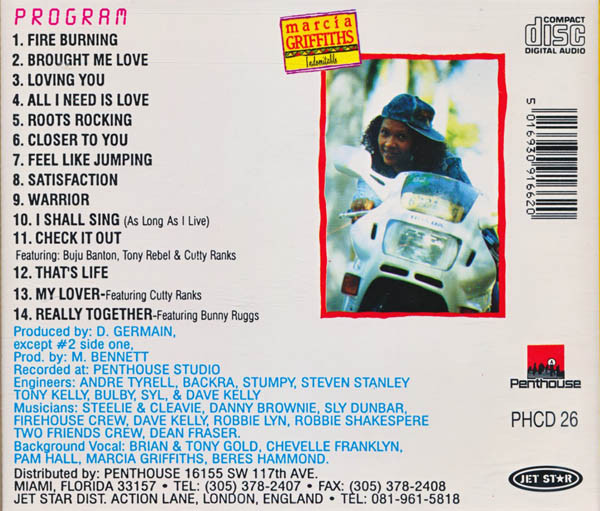 PROGRAM
1. FIRE BURNING
2. BROUGHT ME LOVE
3. LOVING YOU
4. ALL I NEED IS LOVE
5. ROOTS ROCKING
6. CLOSER TO YOU
7. FEEL LIKE JUMPING
8. SATISFACTION
9. WARRIOR
10. I SHALL SING (As Long As I Live)
11. CHECK IT OUT
Featuring: Buju Banton, Tony Rebel & Cutty Ranks
12. THAT'S LIFE
13. MY LOVER-Featuring Cutty Ranks
14. REALLY TOGETHER-Featuring Bunny Ruggs
Produced by: D. GERMAIN,
except #2 side one,
Prod. by: M. BENNETT
Recorded at: PENTHOUSE STUDIO
Engineers: ANDRE TYRELL, BACKRA, STUMPY, STEVEN STANLEY
TONY KELLY, BULBY, SYL, & DAVE KELLY
Musicians: STEELIE & CLEAVIE, DANNY BROWNIE, SLY DUNBAR,
FIREHOUSE CREW, DAVE KELLY, ROBBIE LYN, ROBBIE SHAKESPERE
TWO FRIENDS CREW, DEAN FRASER.
Background Vocal: BRIAN & TONY GOLD, CHEVELLE FRANKLYN,
PAM HALL, MARCIA GRIFFITHS, BERES HAMMOND.
Distributed by: PENTHOUSE 16155 SW 117th AVE.
MIAMI, FLORIDA 33157 • TEL: (305) 378-2407 • FAX: (305) 378-2408
JET STAR DIST. ACTION LANE, LONDON, ENGLAND • TEL: 081-961-5818
marcia
GRIFFITHS
Indomitable
COMPACT
disc
DIGITAL AUDIO
5 016930 916620
Penthouse
PHCD 26
JET STAR